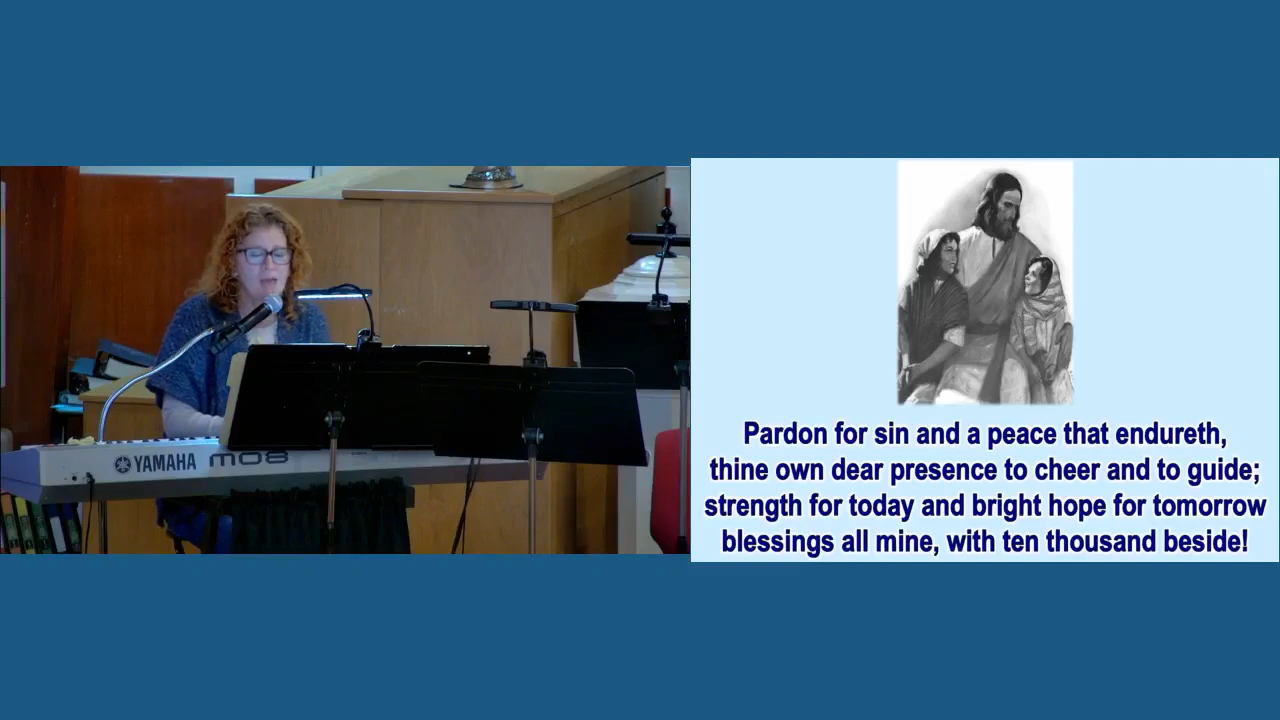 YAMAHA MO8
Pardon for sin and a peace that endureth,
thine own dear presence to cheer and to guide;
strength for today and bright hope for tomorrow
blessings all mine, with ten thousand beside!